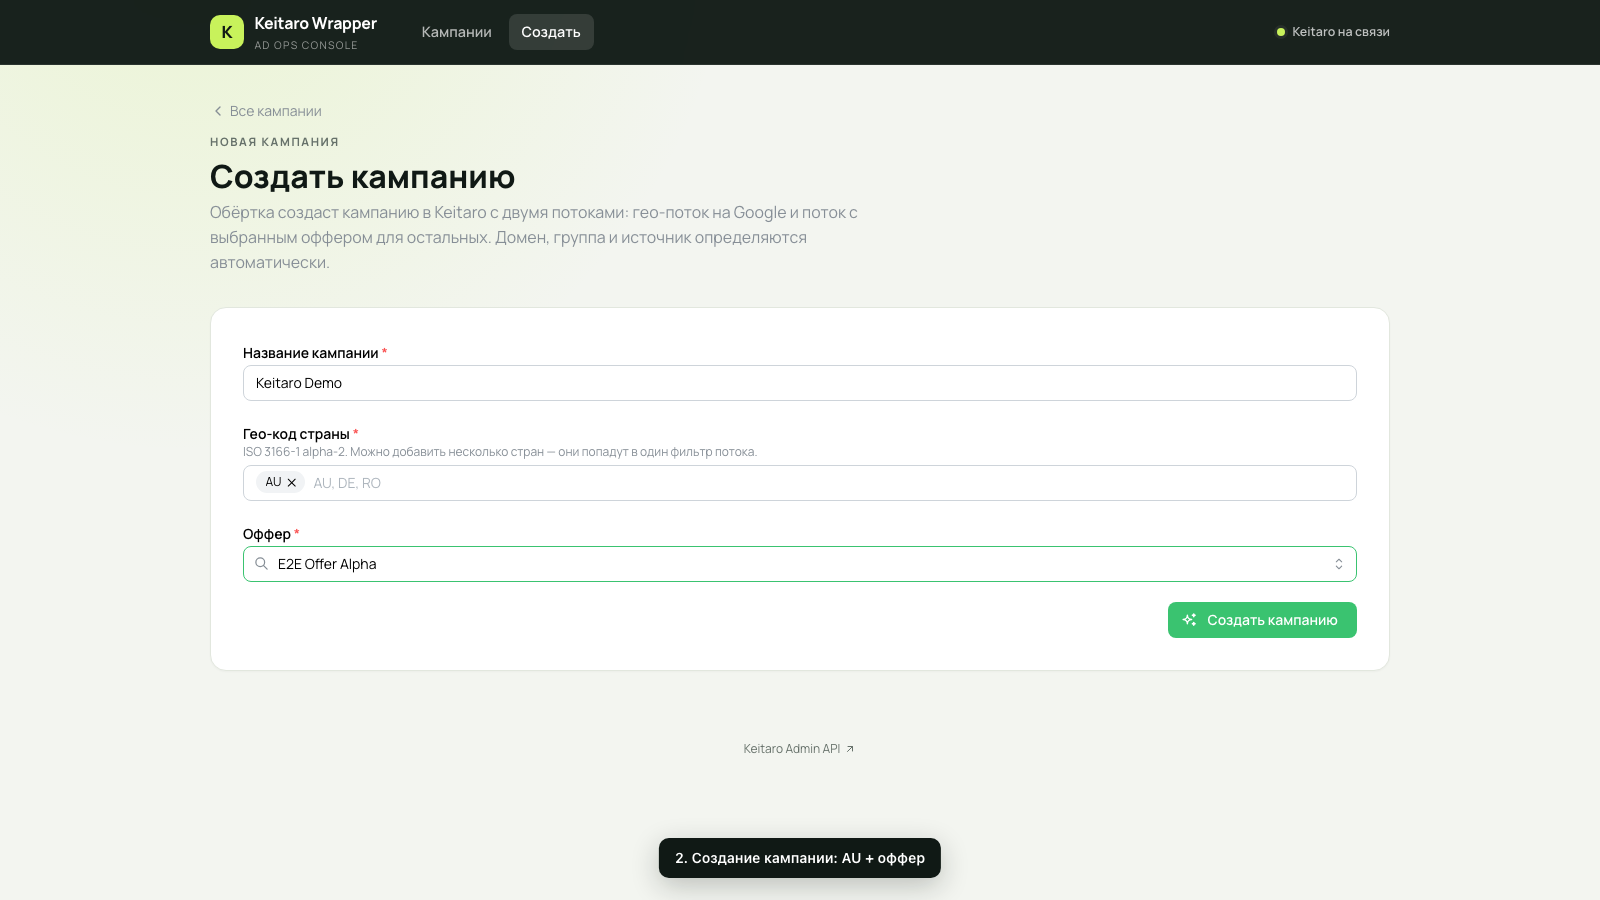 K
Keitaro Wrapper
AD OPS CONSOLE
Кампании
Создать
Keitaro на связи
Все кампании
НОВАЯ КАМПАНИЯ
Создать кампанию
Обёртка создаст кампанию в Keitaro с двумя потоками: гео-поток на Google и поток с
выбранным оффером для остальных. Домен, группа и источник определяются
автоматически.
Название кампании *
Keitaro Demo
Гео-код страны *
ISO 3166-1 alpha-2. Можно добавить несколько стран — они попадут в один фильтр потока.
AU
AU, DE, RO
Оффер *
E2E Offer Alpha
Создать кампанию
Keitaro Admin API
2. Создание кампании: AU + оффер